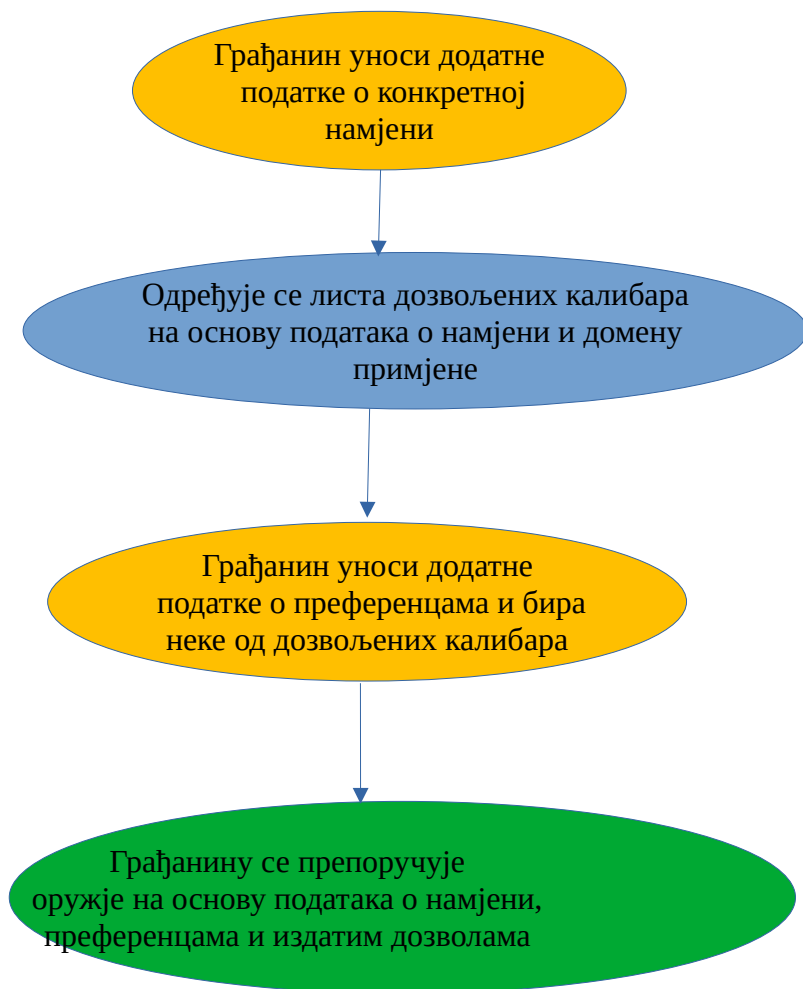 Грађанин уноси додатне
податке о конкретној
намјени
Одређује се листа дозвољених калибара
на основу података о намјени и домену
примјене
Грађанин уноси додатне
податке о преференцама и бира
неке од дозвољених калибара
Грађанину се препоручује
оружје на основу података о намјени,
преференцама и издатим дозволама